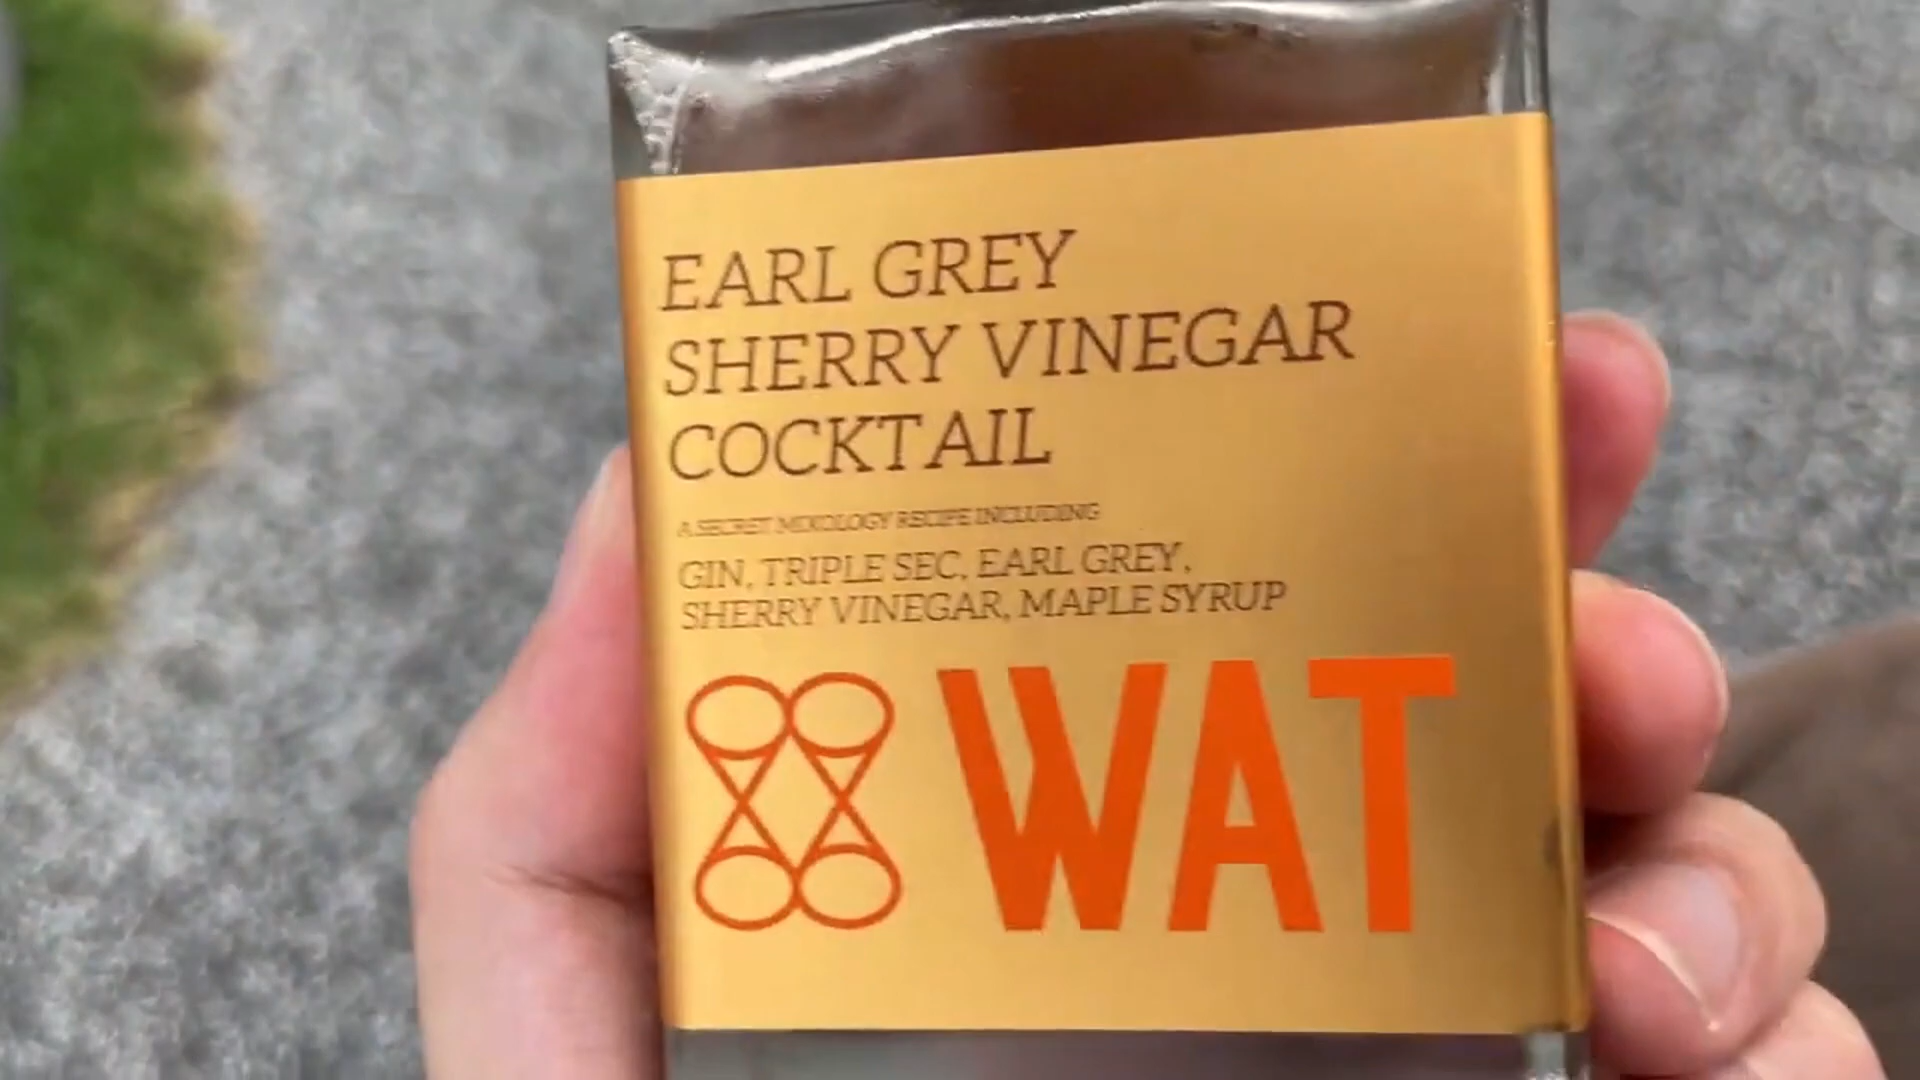 EARL GREY
SHERRY VINEGAR
COCKTAIL
A SECRET MIXOLOGY RECIPE INCLUDING
GIN, TRIPLE SEC, EARL GREY,
SHERRY VINEGAR, MAPLE SYRUP
WAT